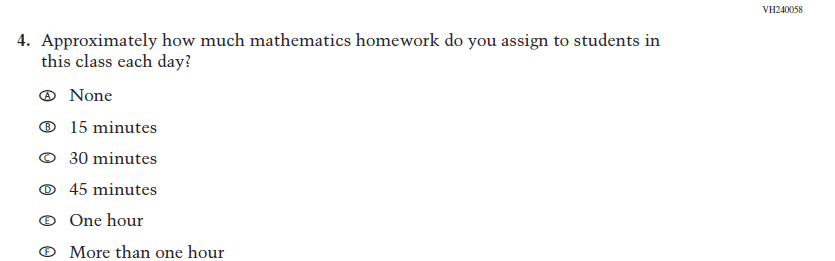 VH240058
4. Approximately how much mathematics homework do you assign to students in
this class each day?
A None
B 15 minutes
C 30 minutes
D 45 minutes
E One hour
F More than one hour